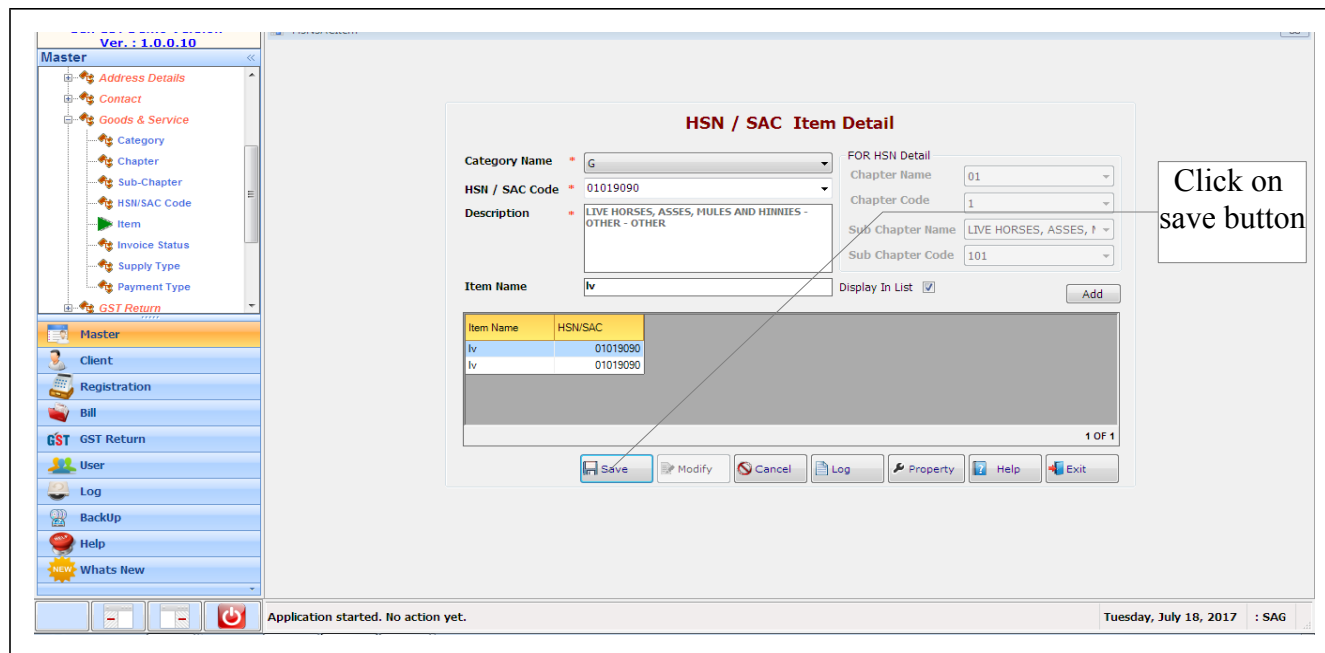 Ver. : 1.0.0.10
Master
Address Details
Contact
Goods & Service
Category
Chapter
Sub-Chapter
HSN/SAC Code
Item
Invoice Status
Supply Type
Payment Type
GST Return
Master
Client
Registration
Bill
GST GST Return
User
Log
BackUp
Help
NEW Whats New
HSN / SAC Item Detail
Category Name * G
HSN / SAC Code * 01019090
Description * LIVE HORSES, ASSES, MULES AND HINNIES -
OTHER - OTHER
Item Name lv
FOR HSN Detail
Chapter Name 01
Chapter Code 1
Sub Chapter Name LIVE HORSES, ASSES,
Sub Chapter Code 101
Display In List
Add
Item Name HSN/SAC
lv 01019090
lv 01019090
1 OF 1
Save Modify Cancel Log Property Help Exit
Click on
save button
Application started. No action yet. Tuesday, July 18, 2017 : SAG